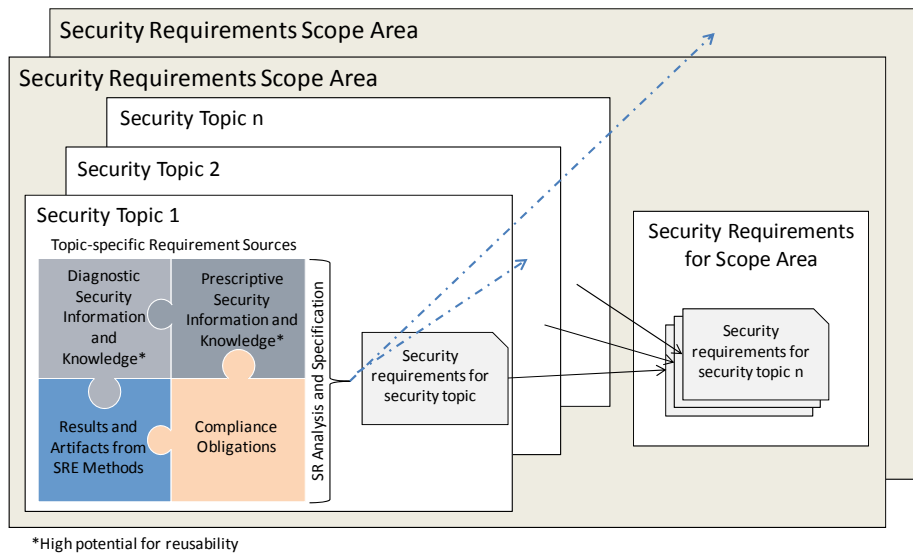 Security Requirements Scope Area
Security Requirements Scope Area
Security Topic n
Security Topic 2
Security Topic 1
Topic-specific Requirement Sources
Diagnostic
Security
Information
and
Knowledge*
Prescriptive
Security
Information and
Knowledge*
Results and
Artifacts from
SRE Methods
Compliance
Obligations
SR Analysis and Specification
Security
requirements for
security topic
Security Requirements
for Scope Area
Security
requirements for
security topic n
*High potential for reusability